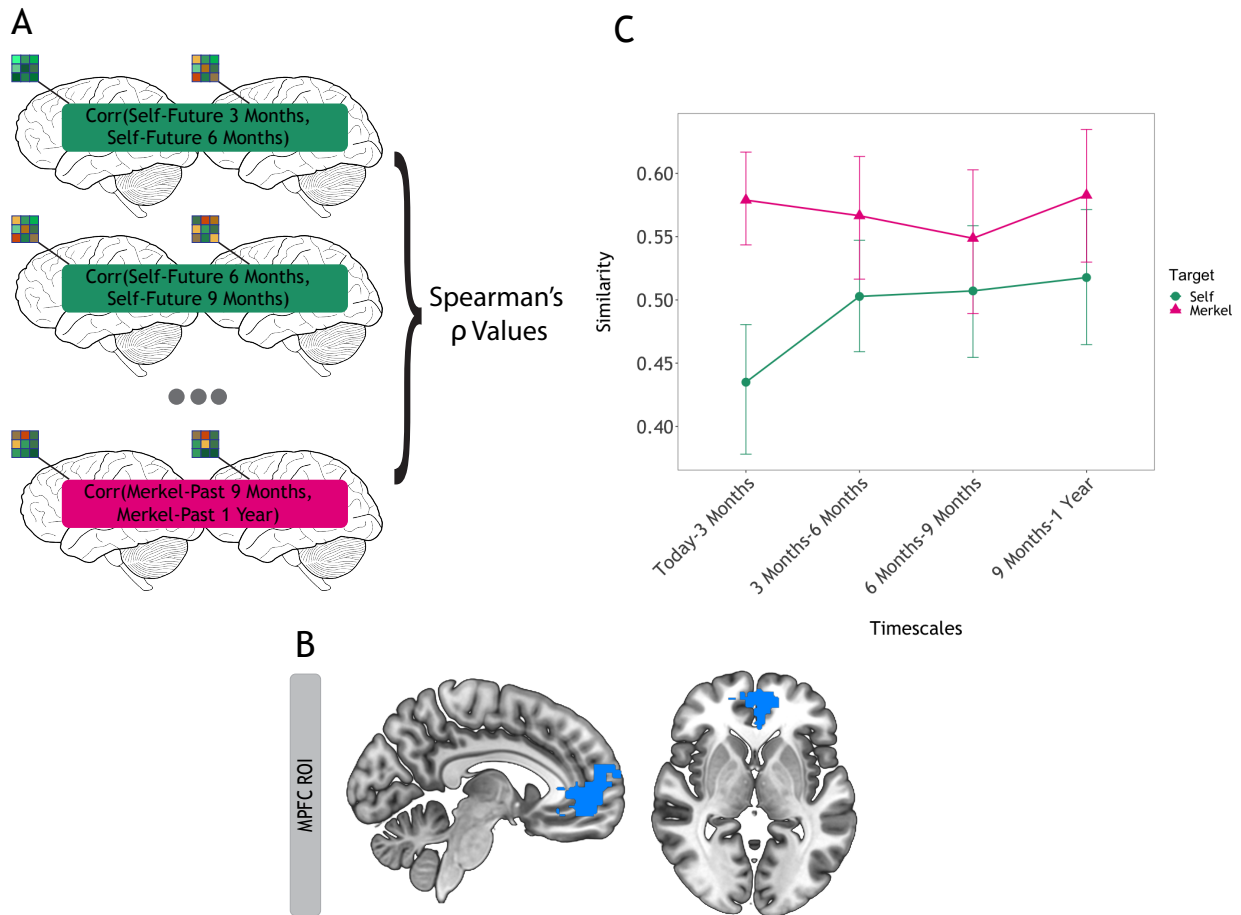 A
Corr(Self-Future 3 Months,
Self-Future 6 Months)
Corr(Self-Future 6 Months,
Self-Future 9 Months)
Corr(Merkel-Past 9 Months,
Merkel-Past 1 Year)
Spearman's
ρ Values
C
Similarity
0.60
0.55
0.50
0.45
0.40
Today-3 Months
3 Months-6 Months
6 Months-9 Months
9 Months-1 Year
Timescales
Target
Self
Merkel
B
MPFC ROI